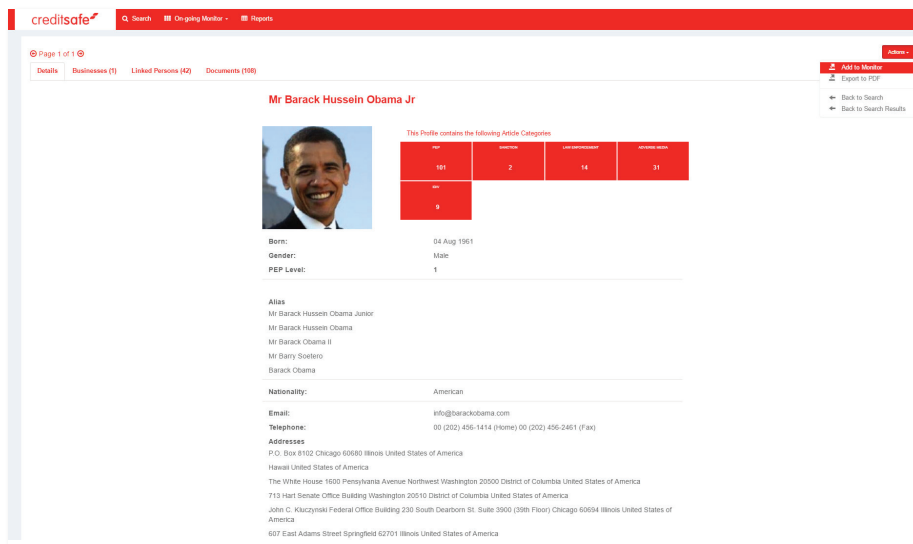 creditsafe
Search On-going Monitor Reports
Page 1 of 1
Actions
Details Businesses (1) Linked Persons (42) Documents (108)
Add to Monitor
Export to PDF
Back to Search
Back to Search Results
Mr Barack Hussein Obama Jr
This Profile contains the following Article Categories
PEP SANCTION LAW ENFORCEMENT ADVERSE MEDIA
101 2 14 31
9
Born: 04 Aug 1961
Gender: Male
PEP Level: 1
Alias
Mr Barack Hussein Obama Junior
Mr Barack Hussein Obama
Mr Barack Obama II
Mr Barry Soetero
Barack Obama
Nationality: American
Email: info@barackobama.com
Telephone: 00 (202) 456-1414 (Home) 00 (202) 456-2461 (Fax)
Addresses
P.O. Box 8102 Chicago 60680 Illinois United States of America
Hawaii United States of America
The White House 1600 Pensylvania Avenue Northwest Washington 20500 District of Columbia United States of America
713 Hart Senate Office Building Washington 20510 District of Columbia United States of America
John C. Kluczynski Federal Office Building 230 South Dearborn St. Suite 3900 (39th Floor) Chicago 60694 Illinois United States of
America
607 East Adams Street Springfield 62701 Illinois United States of America